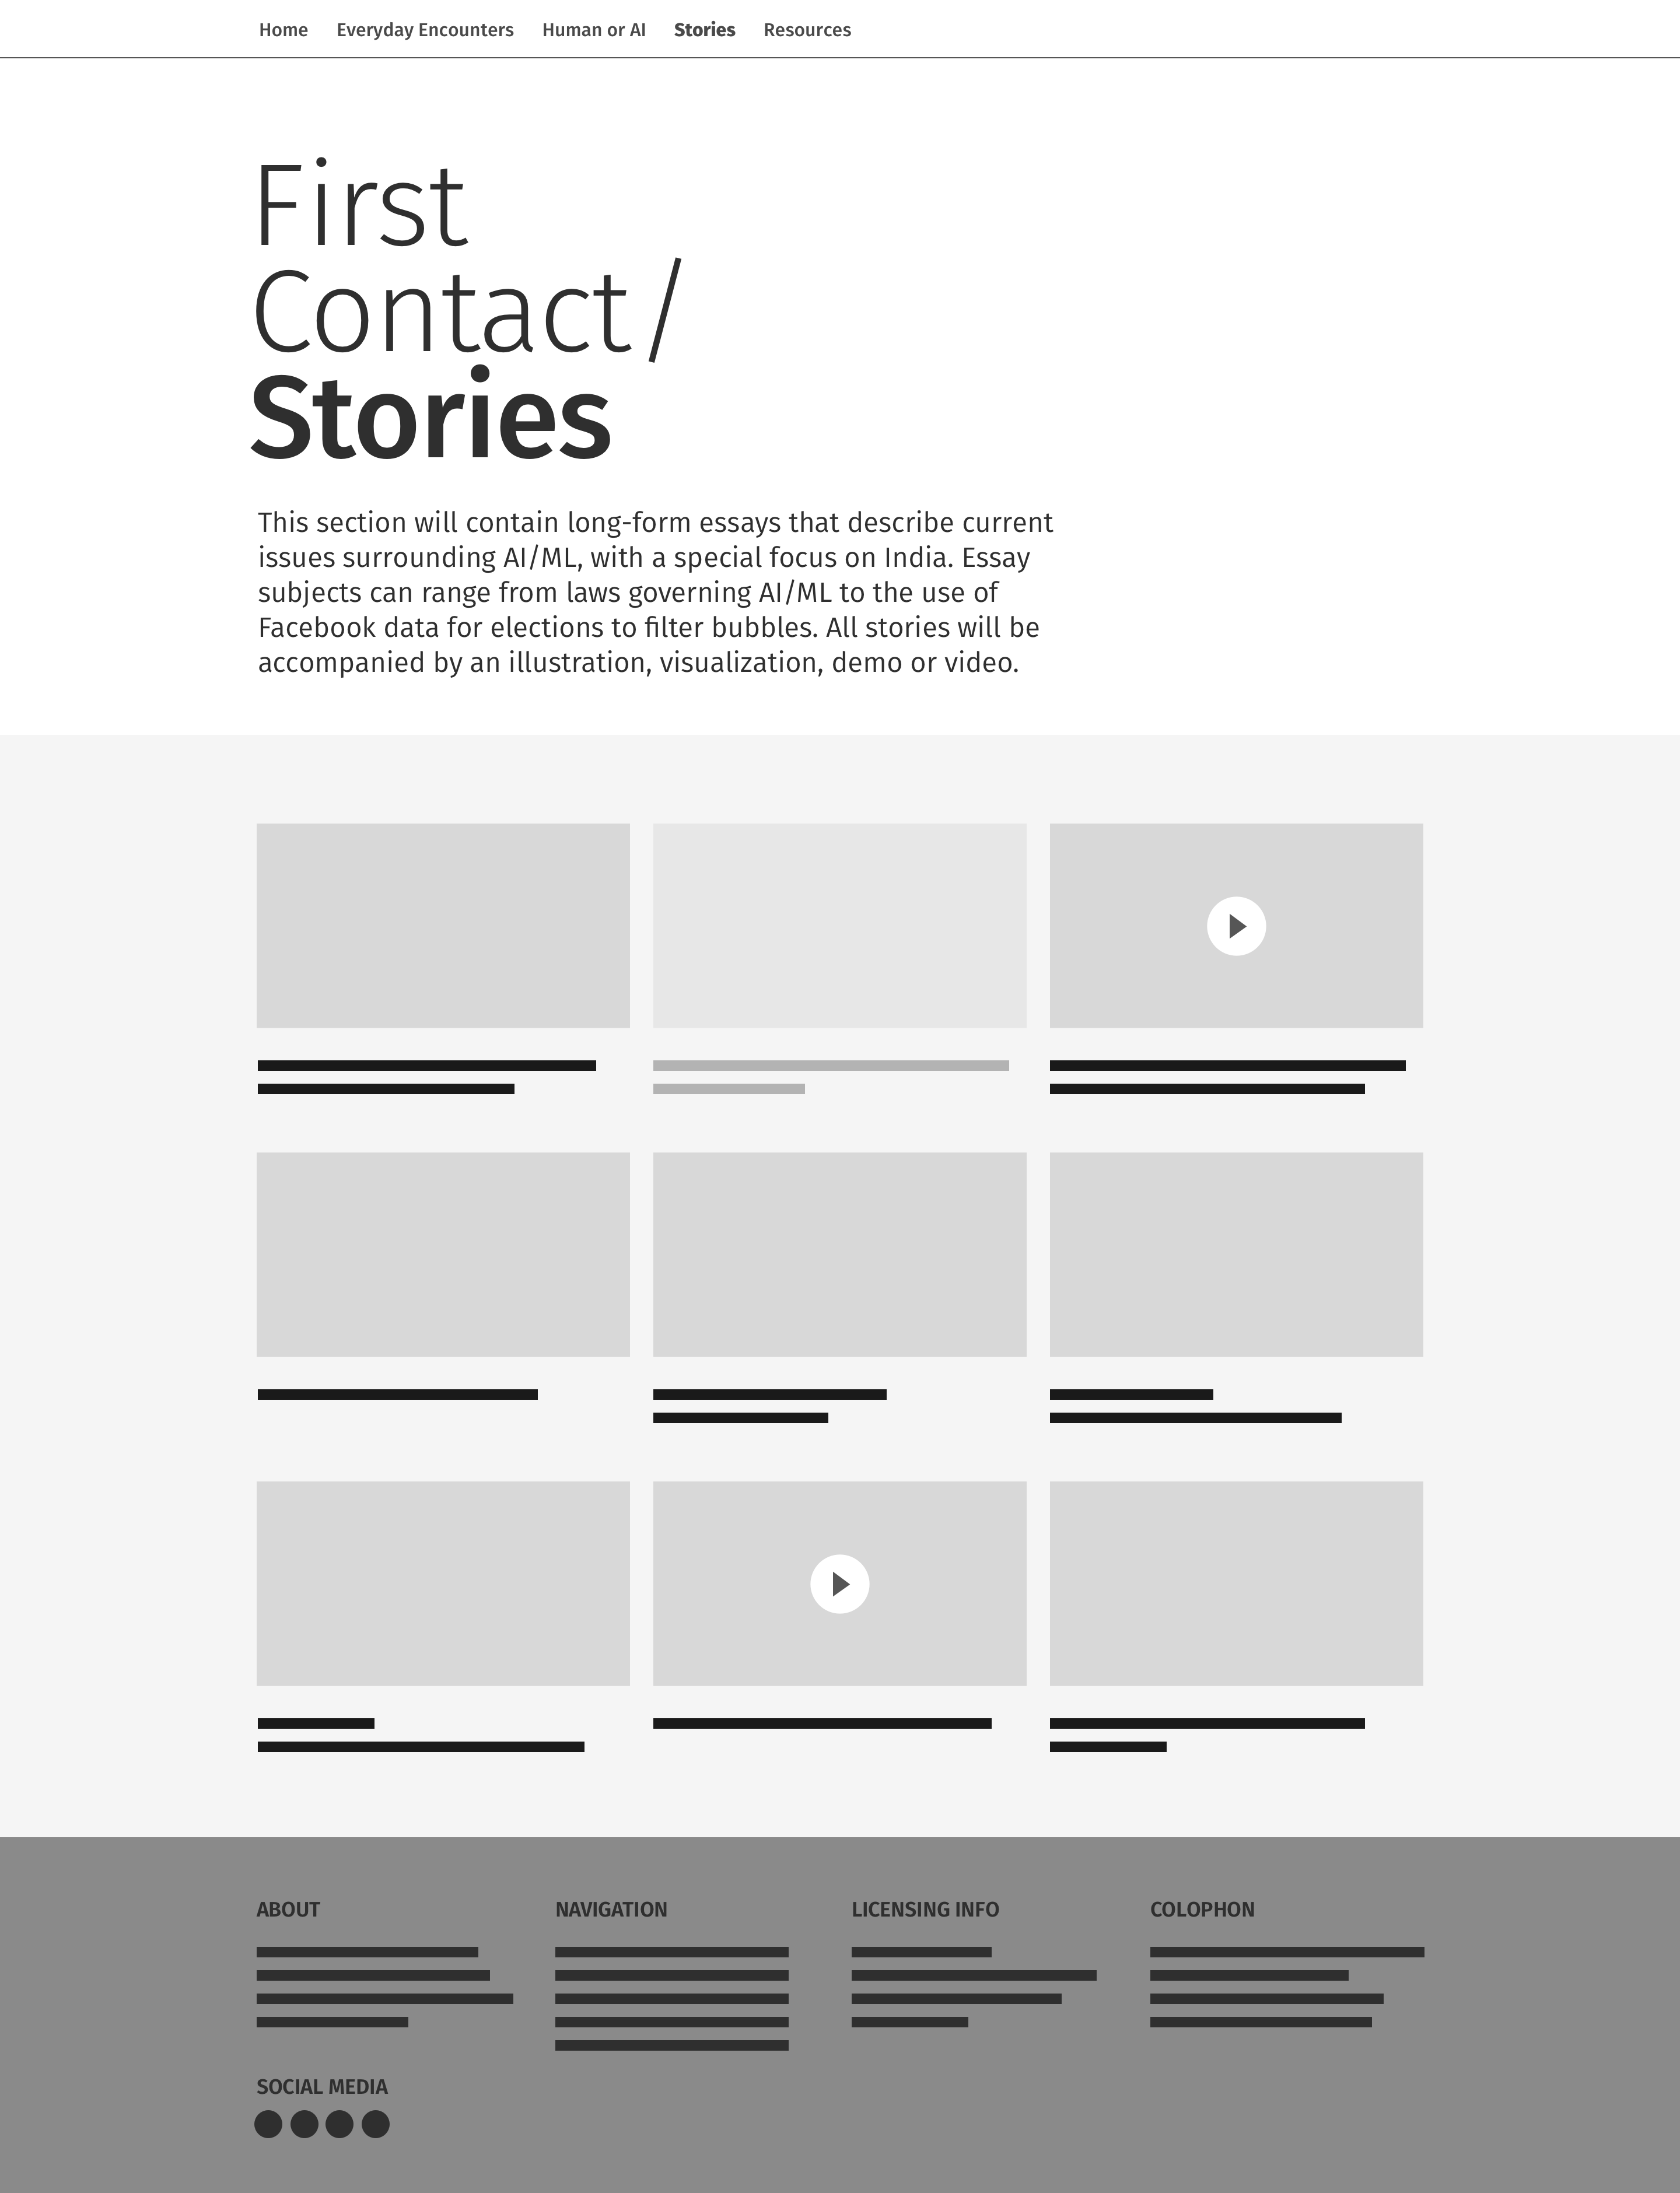 Home Everyday Encounters Human or AI Stories Resources
First
Contact/
Stories
This section will contain long-form essays that describe current
issues surrounding AI/ML, with a special focus on India. Essay
subjects can range from laws governing AI/ML to the use of
Facebook data for elections to filter bubbles. All stories will be
accompanied by an illustration, visualization, demo or video.
ABOUT NAVIGATION LICENSING INFO COLOPHON
SOCIAL MEDIA